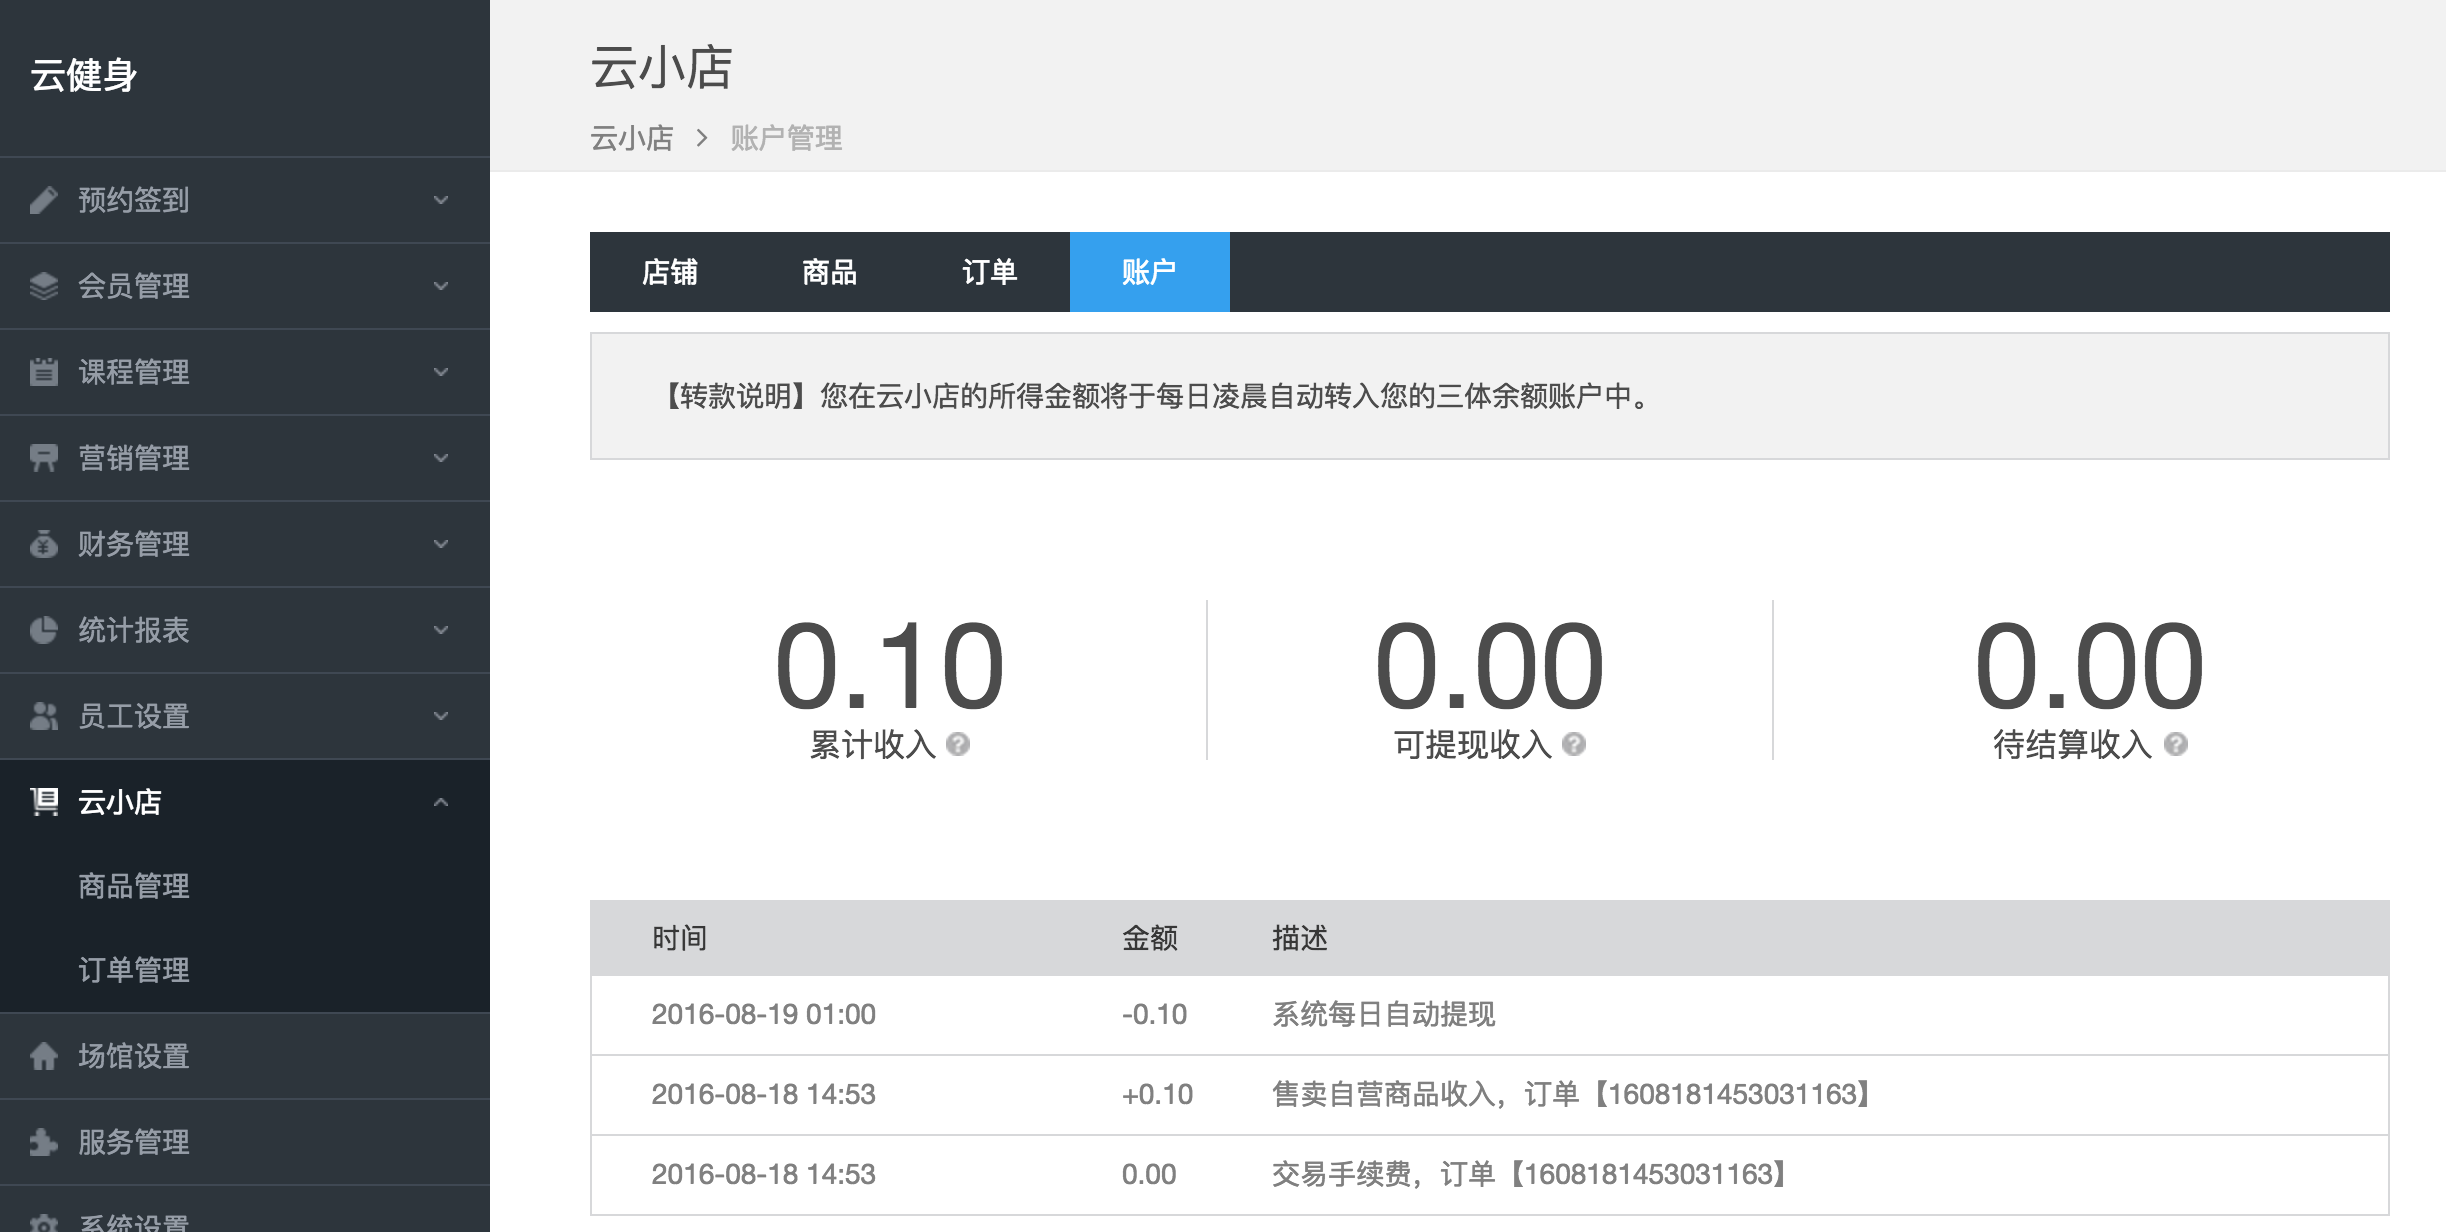 云健身
预约签到
会员管理
课程管理
营销管理
财务管理
统计报表
员工设置
云小店
商品管理
订单管理
场馆设置
服务管理
系统设置
云小店
云小店 > 账户管理
店铺 商品 订单 账户
【转款说明】您在云小店的所得金额将于每日凌晨自动转入您的三体余额账户中。
0.10
累计收入 ?
0.00
可提现收入 ?
0.00
待结算收入 ?
时间 金额 描述
2016-08-19 01:00 -0.10 系统每日自动提现
2016-08-18 14:53 +0.10 售卖自营商品收入，订单【1608181453031163】
2016-08-18 14:53 0.00 交易手续费，订单【1608181453031163】